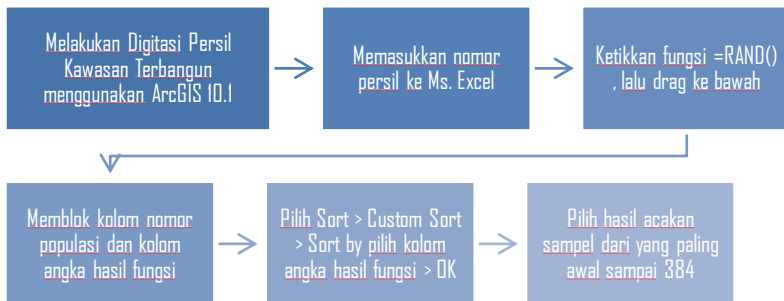 Melakukan Digitasi Persil
Kawasan Terbangun
menggunakan ArcGIS 10.1
Memasukkan nomor
persil ke Ms. Excel
Ketikkan fungsi =RAND()
, lalu drag ke bawah
Memblok kolom nomor
populasi dan kolom
angka hasil fungsi
Pilih Sort > Custom Sort
> Sort by pilih kolom
angka hasil fungsi > OK
Pilih hasil acakan
sampel dari yang paling
awal sampai 384